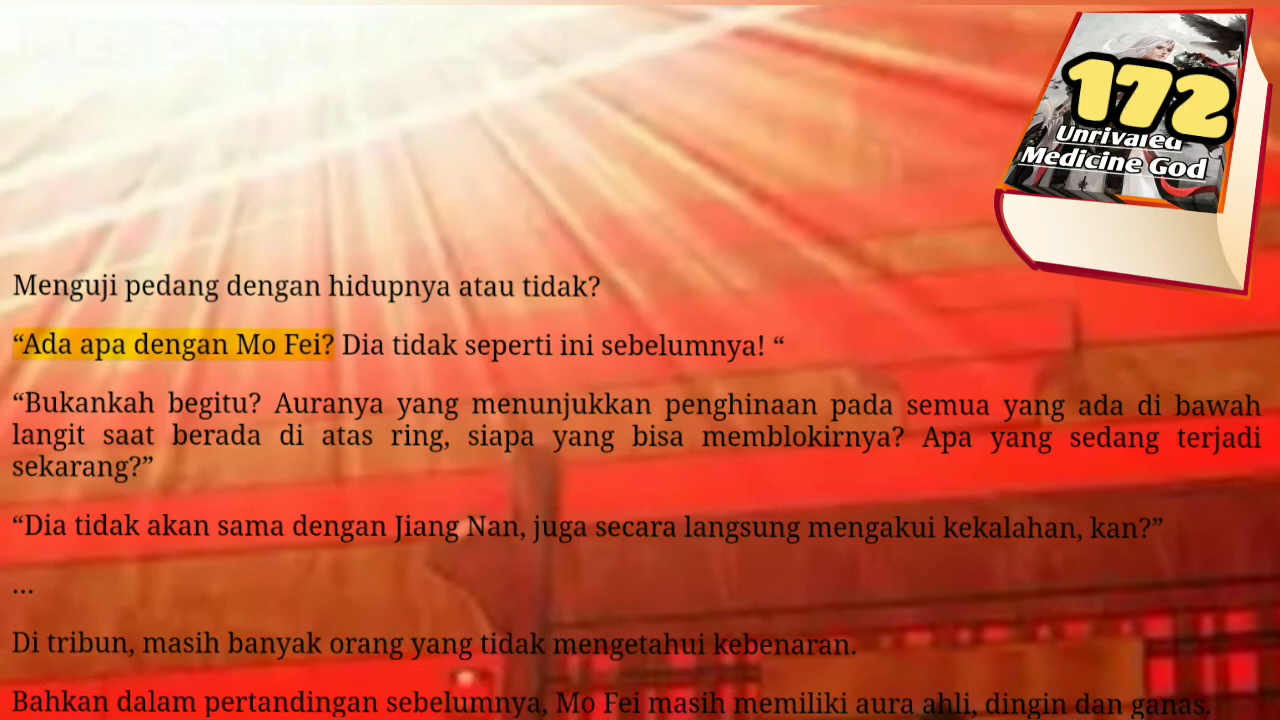 172
Unrivaled
Medicine God
Menguji pedang dengan hidupnya atau tidak?
“Ada apa dengan Mo Fei? Dia tidak seperti ini sebelumnya! “
“Bukankah begitu? Auranya yang menunjukkan penghinaan pada semua yang ada di bawah
langit saat berada di atas ring, siapa yang bisa memblokirnya? Apa yang sedang terjadi
sekarang?”
“Dia tidak akan sama dengan Jiang Nan, juga secara langsung mengakui kekalahan, kan?”
...
Di tribun, masih banyak orang yang tidak mengetahui kebenaran.
Bahkan dalam pertandingan sebelumnya, Mo Fei masih memiliki aura ahli, dingin dan ganas.